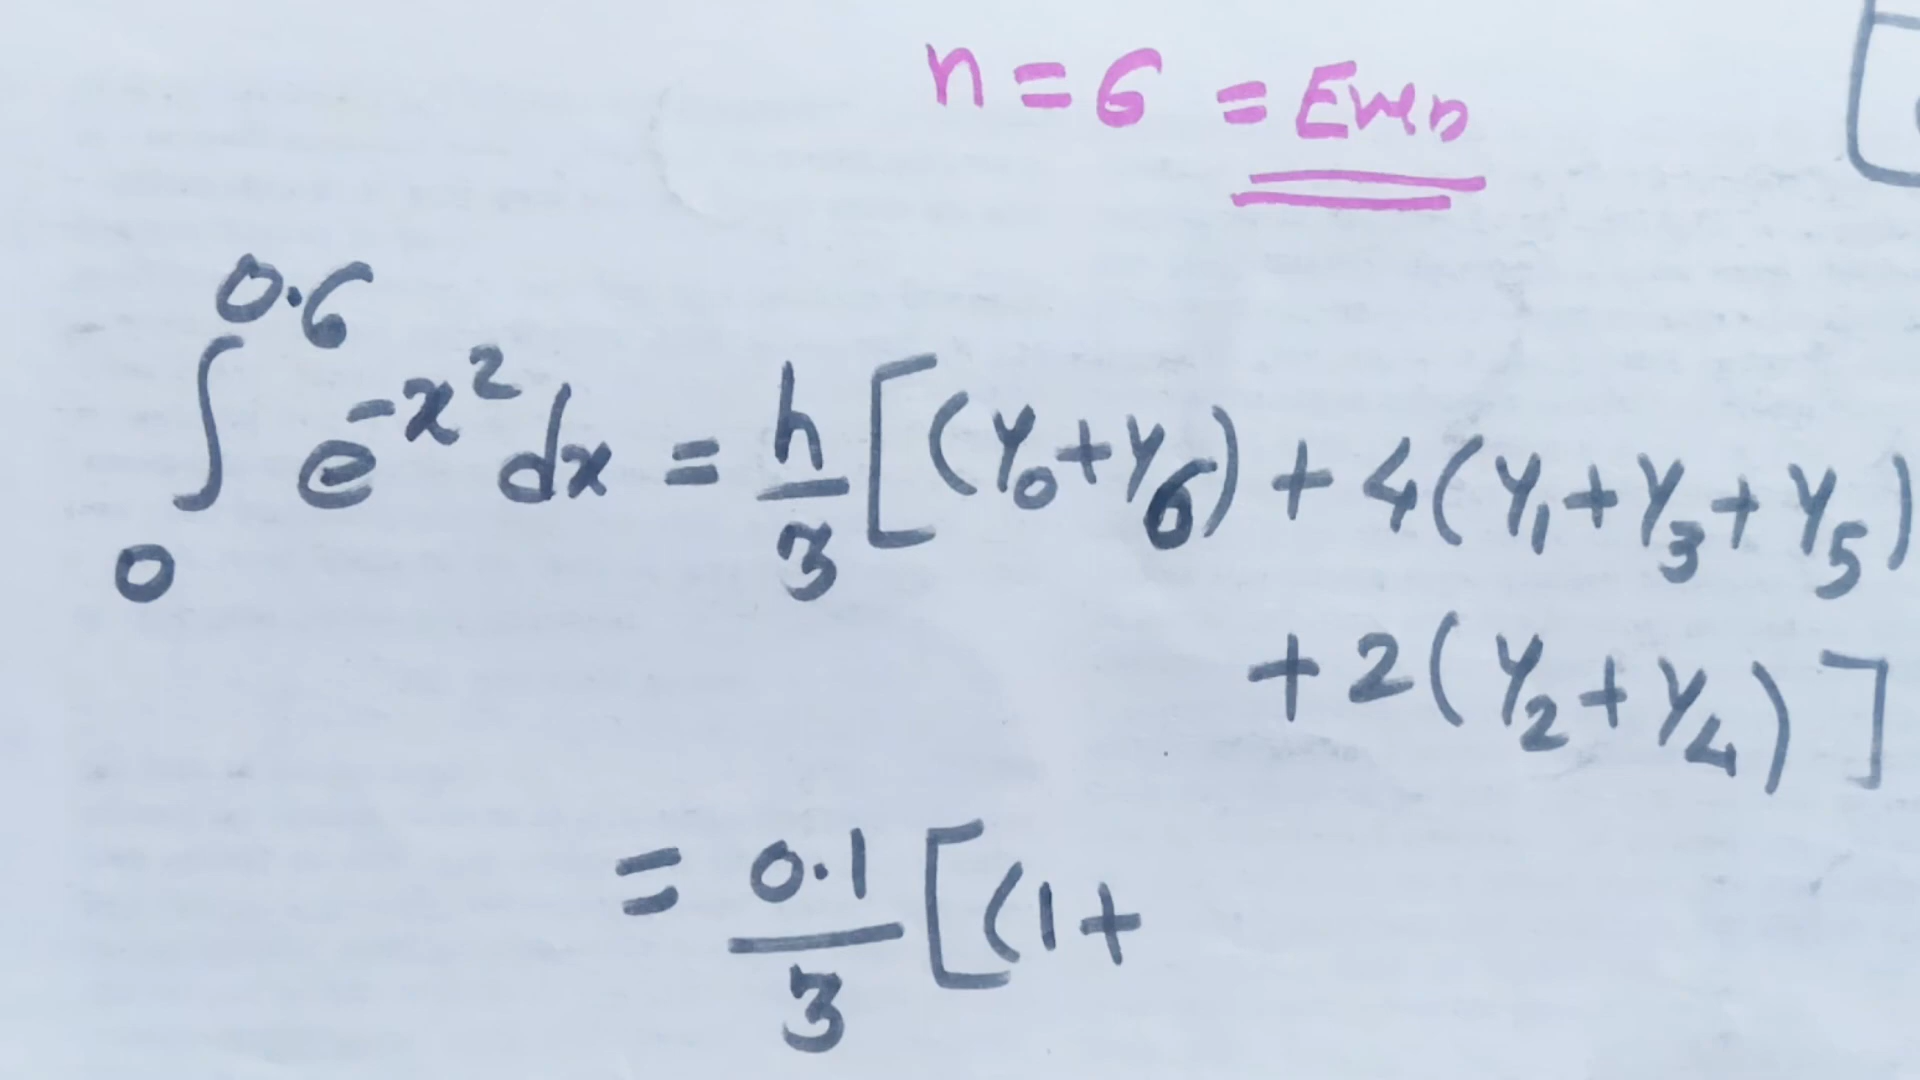 n = 6 = Even
∫₀^0.6 e^-x² dx = h/3 [(Y₀+Y₆) + 4(Y₁+Y₃+Y₅)
+ 2(Y₂+Y₄)]
= 0.1/3 [(1+